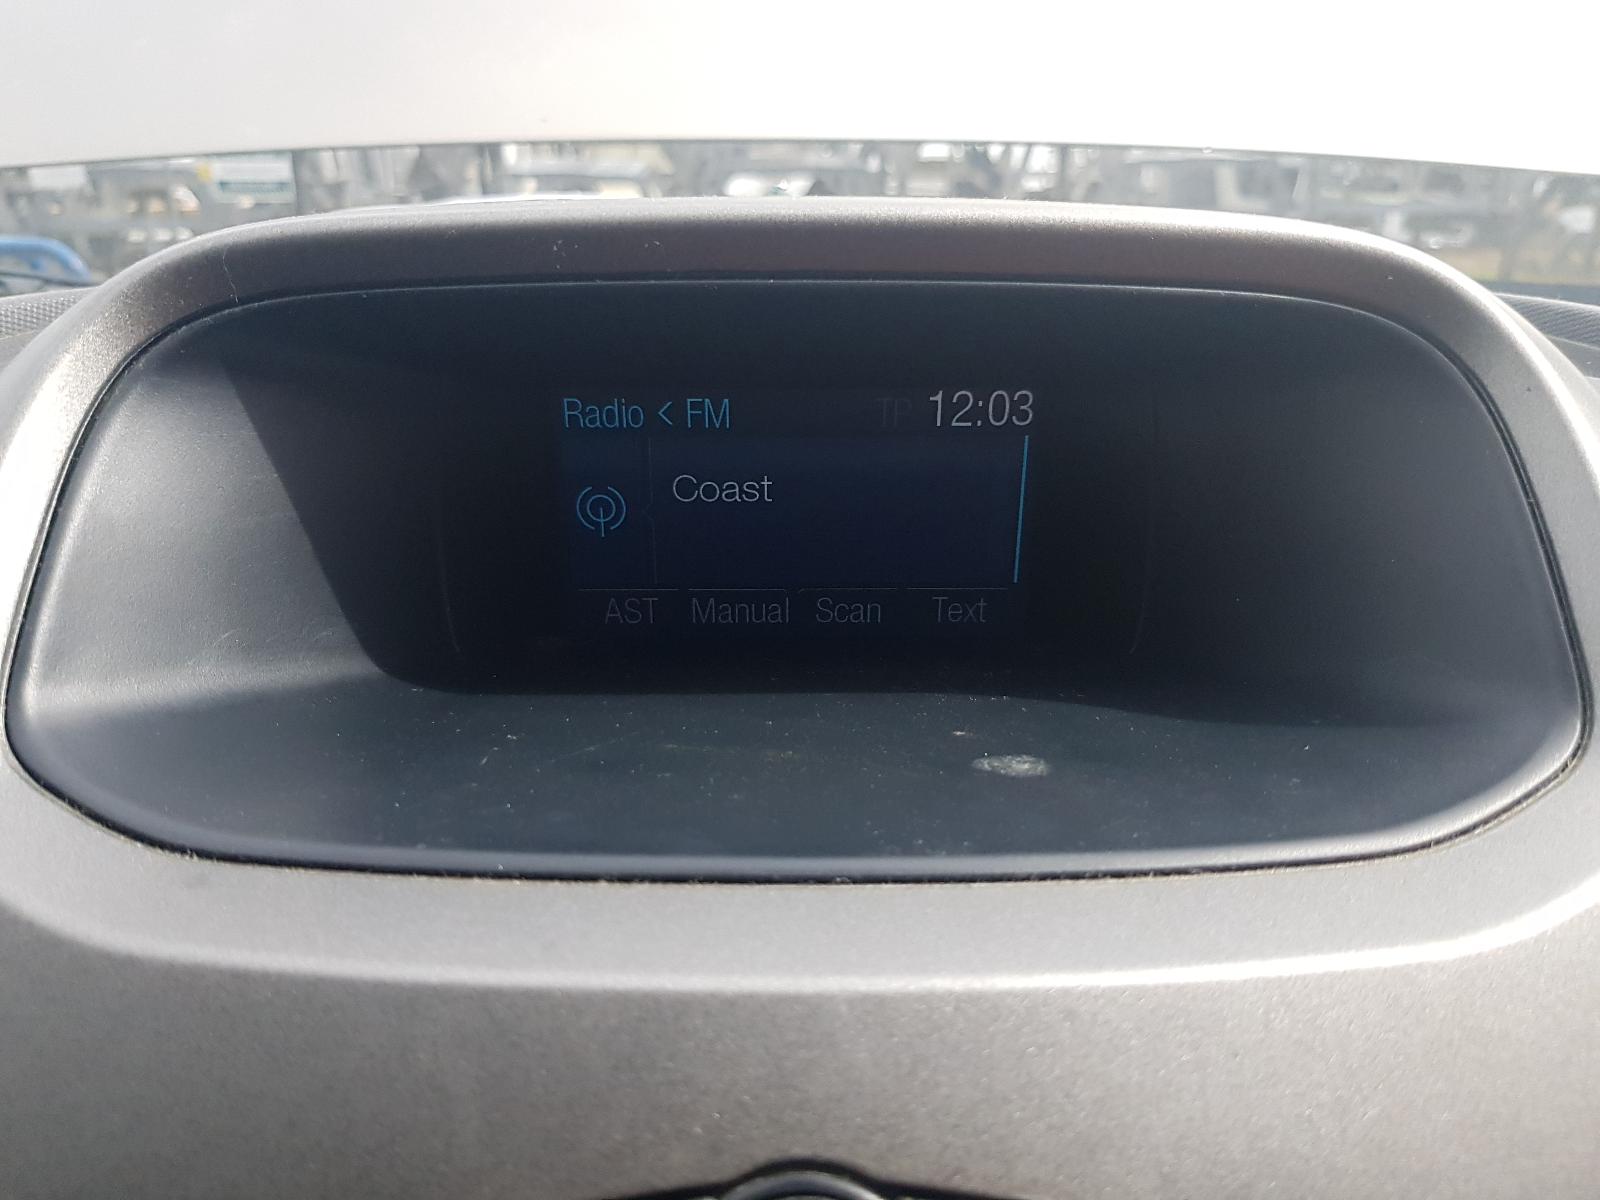 Radio < FM TP 12:03
Coast
AST Manual Scan Text